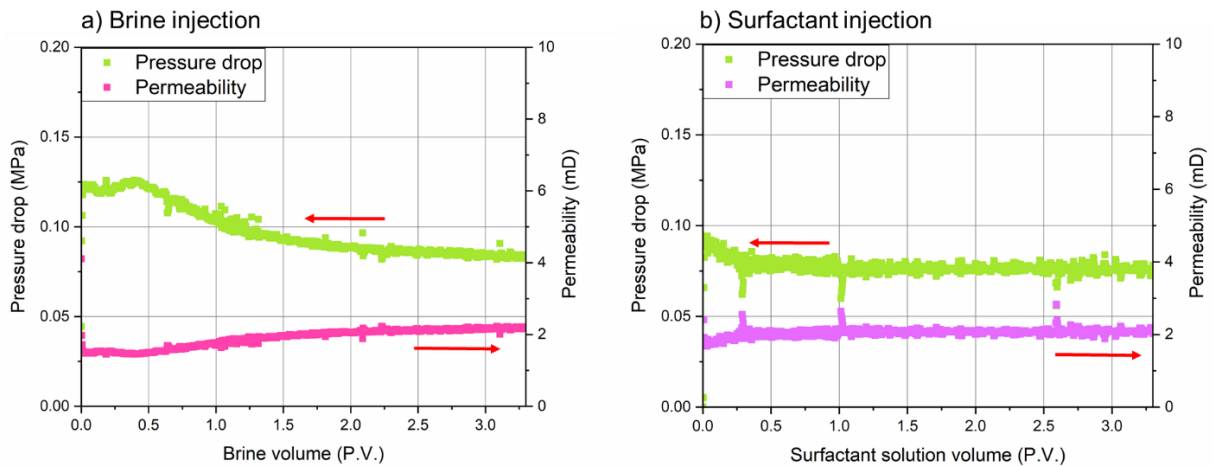 a) Brine injection
Pressure drop
Permeability
Pressure drop (MPa)
0.20
0.15
0.10
0.05
0.00
0.0 0.5 1.0 1.5 2.0 2.5 3.0
Brine volume (P.V.)
10
8
6
4
2
0
Permeability (mD)
b) Surfactant injection
Pressure drop
Permeability
Pressure drop (MPa)
0.20
0.15
0.10
0.05
0.00
0.0 0.5 1.0 1.5 2.0 2.5 3.0
Surfactant solution volume (P.V.)
10
8
6
4
2
0
Permeability (mD)